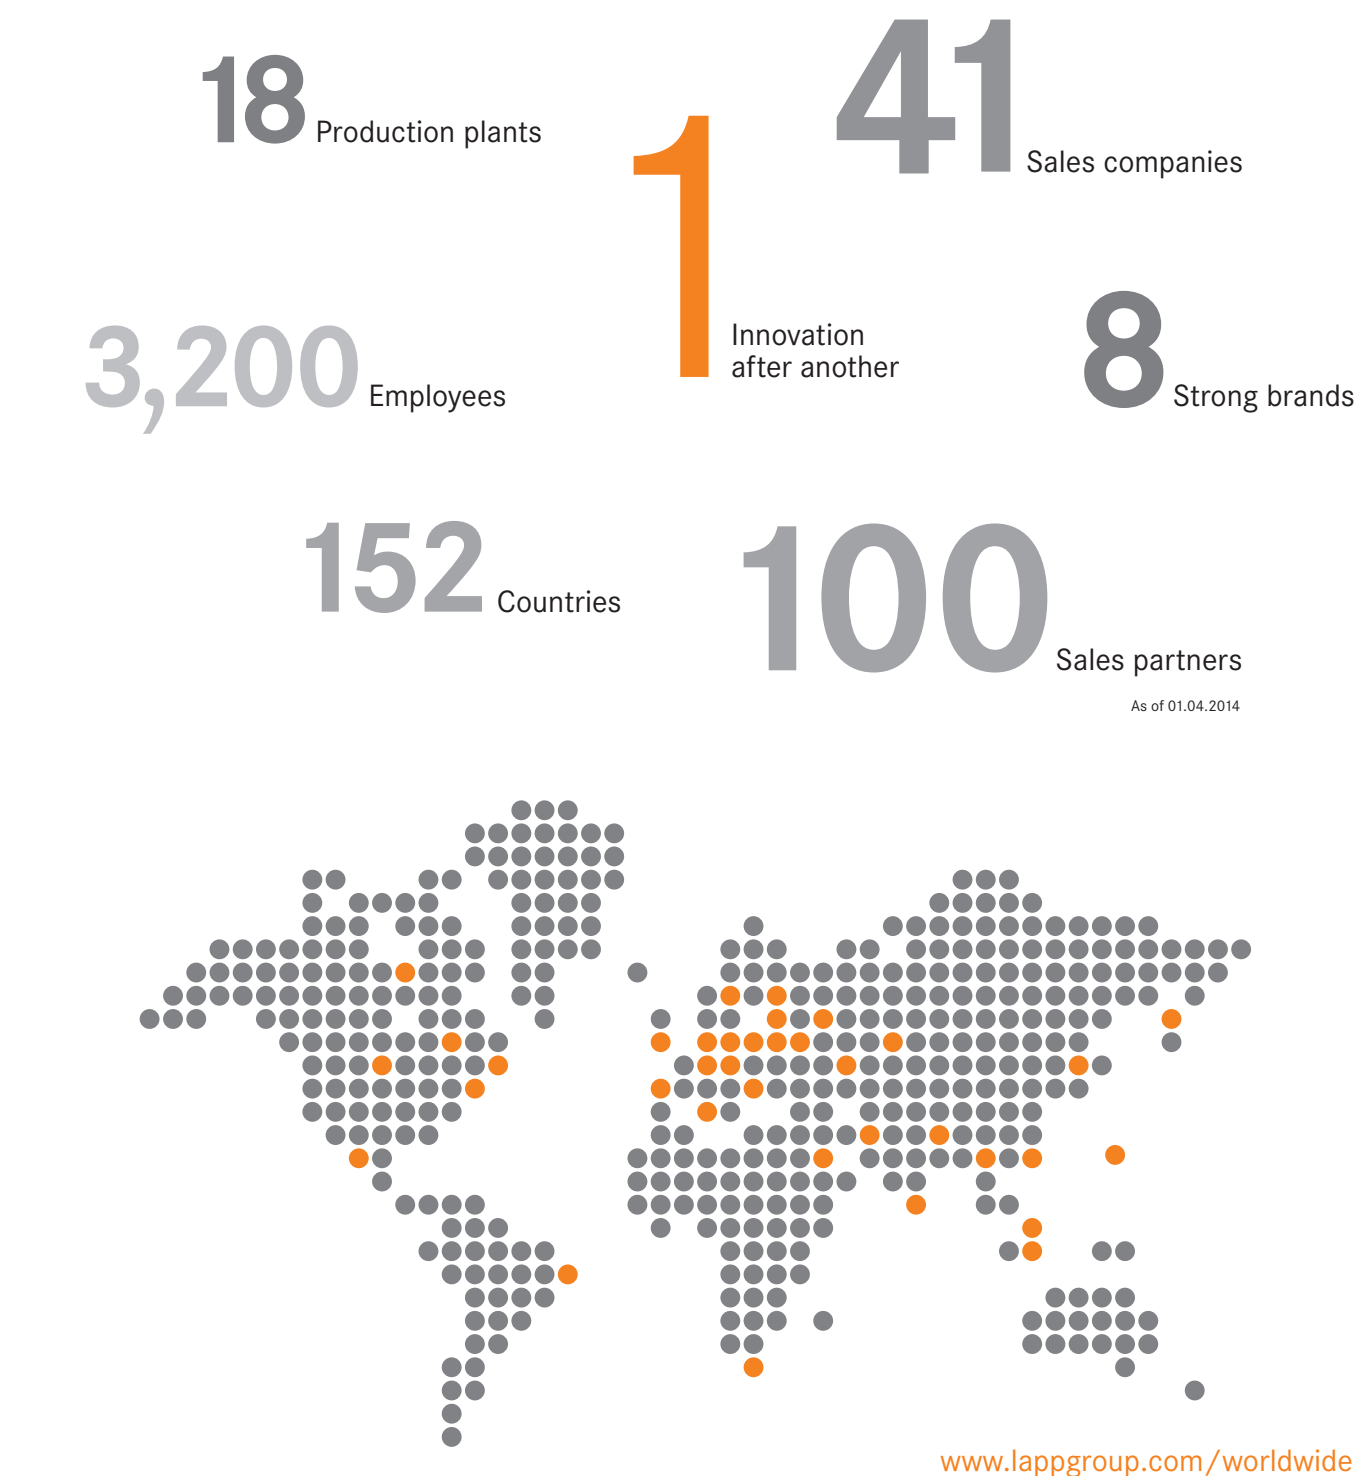 18 Production plants
41 Sales companies
1 Innovation
after another
3,200 Employees
8 Strong brands
152 Countries
100 Sales partners
As of 01.04.2014
www.lappgroup.com/worldwide